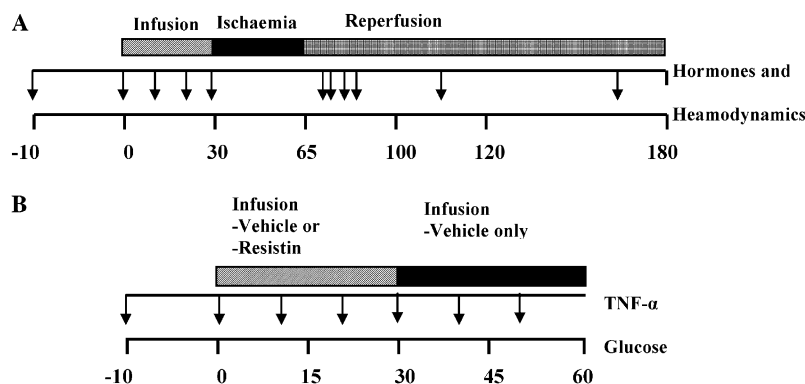 A
Infusion Ischaemia Reperfusion
Hormones and
Heamodynamics
-10 0 30 65 100 120 180
B
Infusion
-Vehicle or
-Resistin
Infusion
-Vehicle only
TNF-α
Glucose
-10 0 15 30 45 60